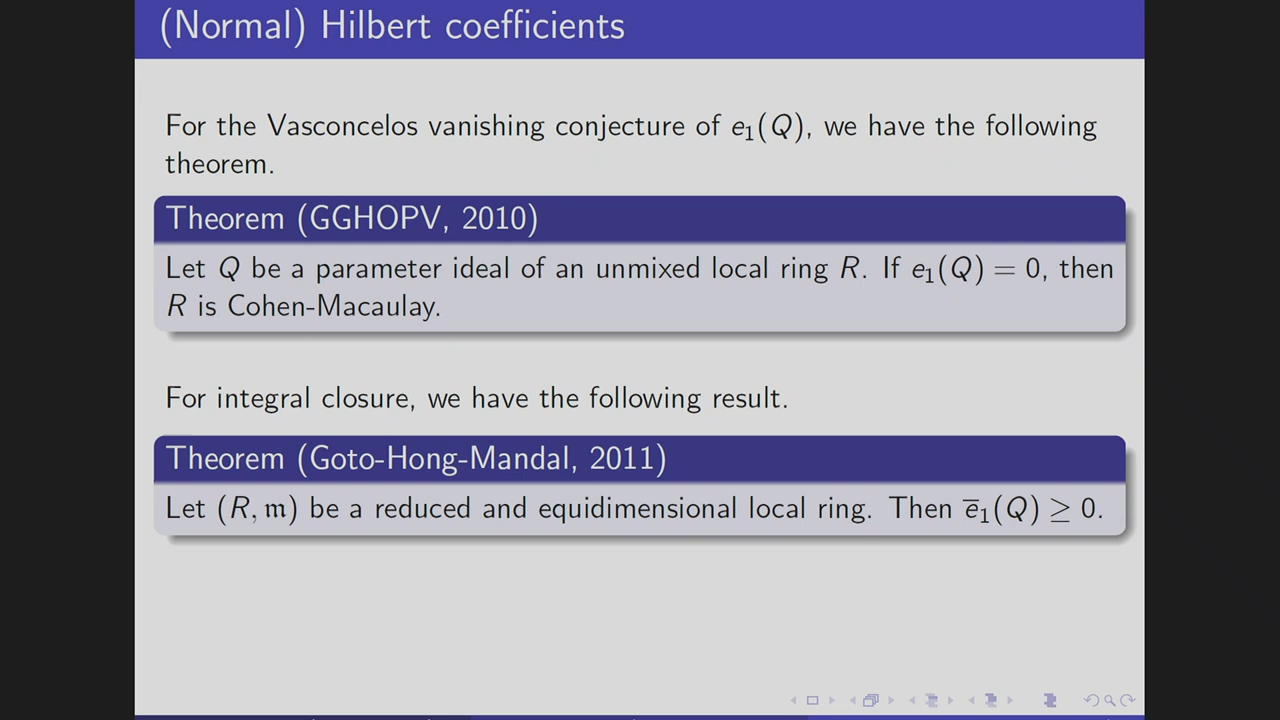 (Normal) Hilbert coefficients
For the Vasconcelos vanishing conjecture of e₁(Q), we have the following
theorem.
Theorem (GGHOPV, 2010)
Let Q be a parameter ideal of an unmixed local ring R. If e₁(Q) = 0, then
R is Cohen-Macaulay.
For integral closure, we have the following result.
Theorem (Goto-Hong-Mandal, 2011)
Let (R, 𝔪) be a reduced and equidimensional local ring. Then e̅₁(Q) ≥ 0.